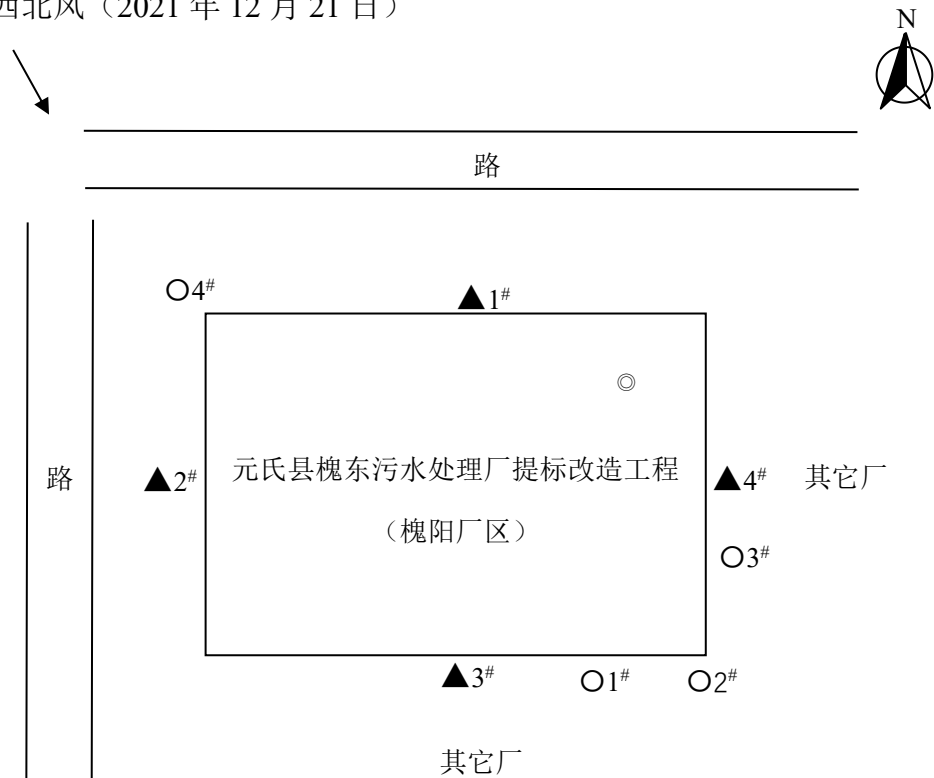 西北风（2021 年 12 月 21 日）
N
路
4#
1#
路
2#
元氏县槐东污水处理厂提标改造工程
4#
其它厂
（槐阳厂区）
3#
3#
1#
2#
其它厂